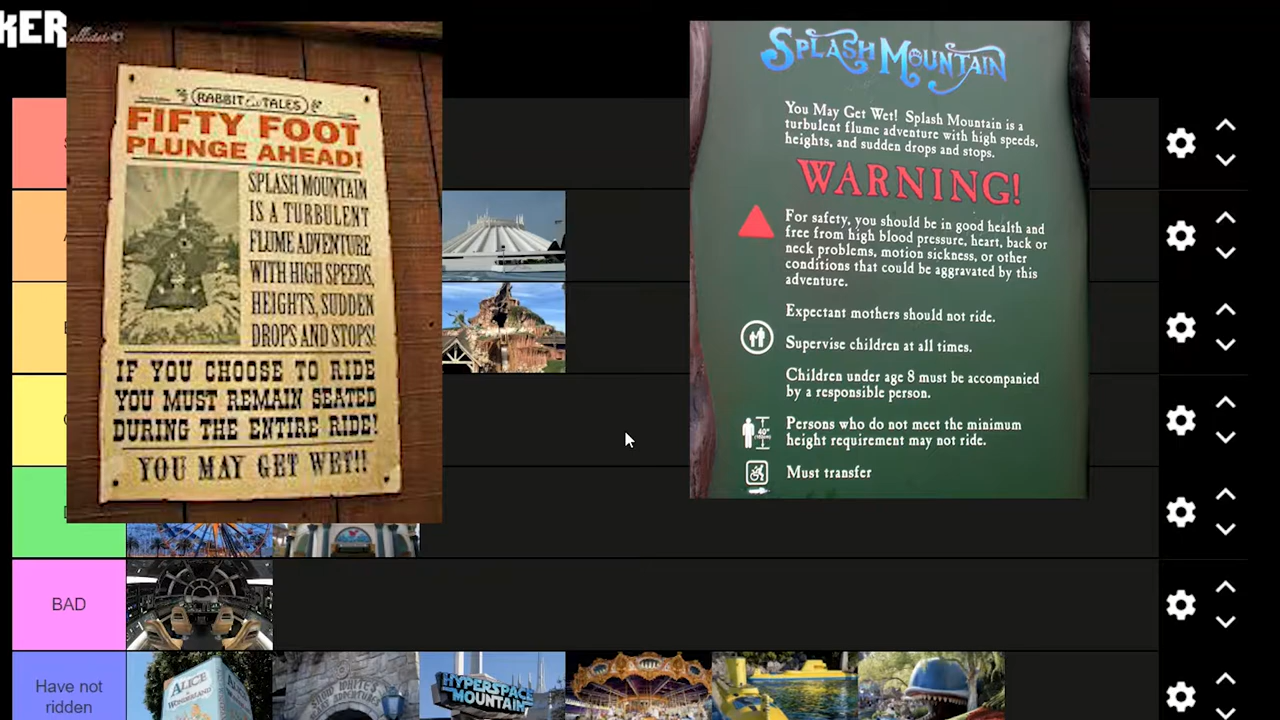 KER
RABBIT TALES
FIFTY FOOT
PLUNGE AHEAD!
SPLASH MOUNTAIN
IS A TURBULENT
FLUME ADVENTURE
WITH HIGH SPEEDS,
HEIGHTS, SUDDEN
DROPS AND STOPS!
IF YOU CHOOSE TO RIDE
YOU MUST REMAIN SEATED
DURING THE ENTIRE RIDE!
YOU MAY GET WET!!
SPLASH MOUNTAIN
You May Get Wet! Splash Mountain is a
turbulent flume adventure with high speeds,
heights, and sudden drops and stops.
WARNING!
For safety, you should be in good health and
free from high blood pressure, heart, back or
neck problems, motion sickness, or other
conditions that could be aggravated by this
adventure.
Expectant mothers should not ride.
Supervise children at all times.
Children under age 8 must be accompanied
by a responsible person.
40"
Persons who do not meet the minimum
height requirement may not ride.
Must transfer
BAD
Have not
ridden
ALICE
IN
WONDERLAND
SNOW WHITE'S
HYPERSPACE
MOUNTAIN